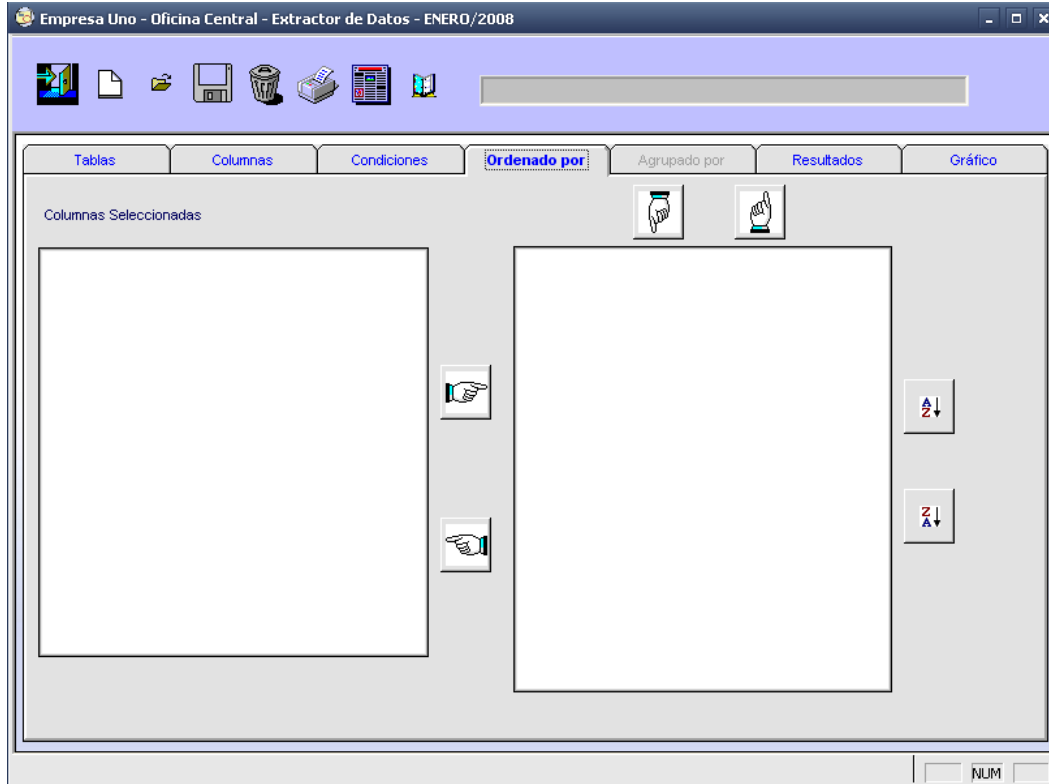 Empresa Uno - Oficina Central - Extractor de Datos - ENERO/2008
Tablas
Columnas
Condiciones
Ordenado por
Agrupado por
Resultados
Gráfico
Columnas Seleccionadas
A
Z
Z
A
NUM